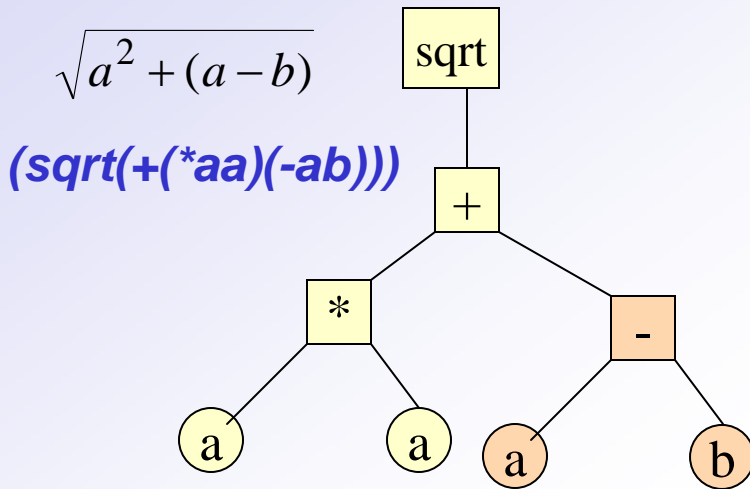 √a² + (a − b)
(sqrt(+(*aa)(-ab)))
sqrt
+
*
-
a
a
a
b